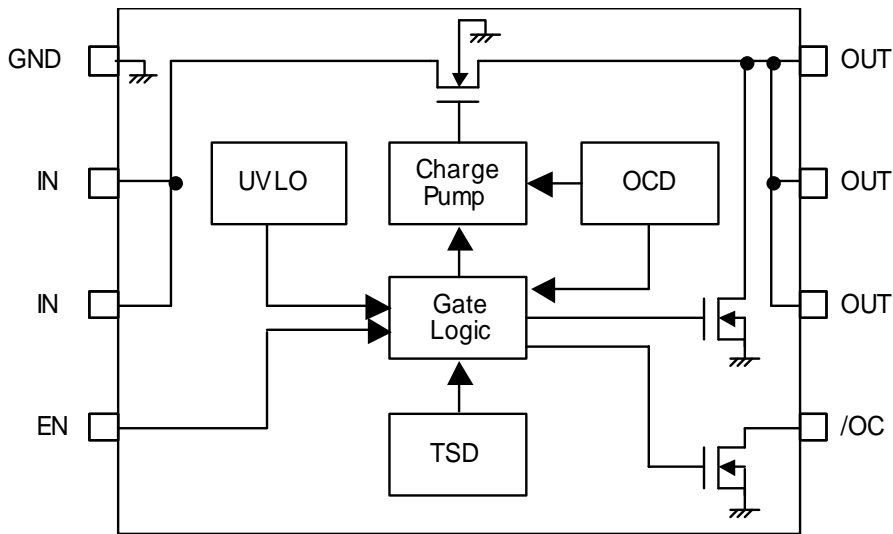 GND
OUT
IN
UVLO
Charge
Pump
OCD
OUT
IN
Gate
Logic
OUT
EN
TSD
/OC